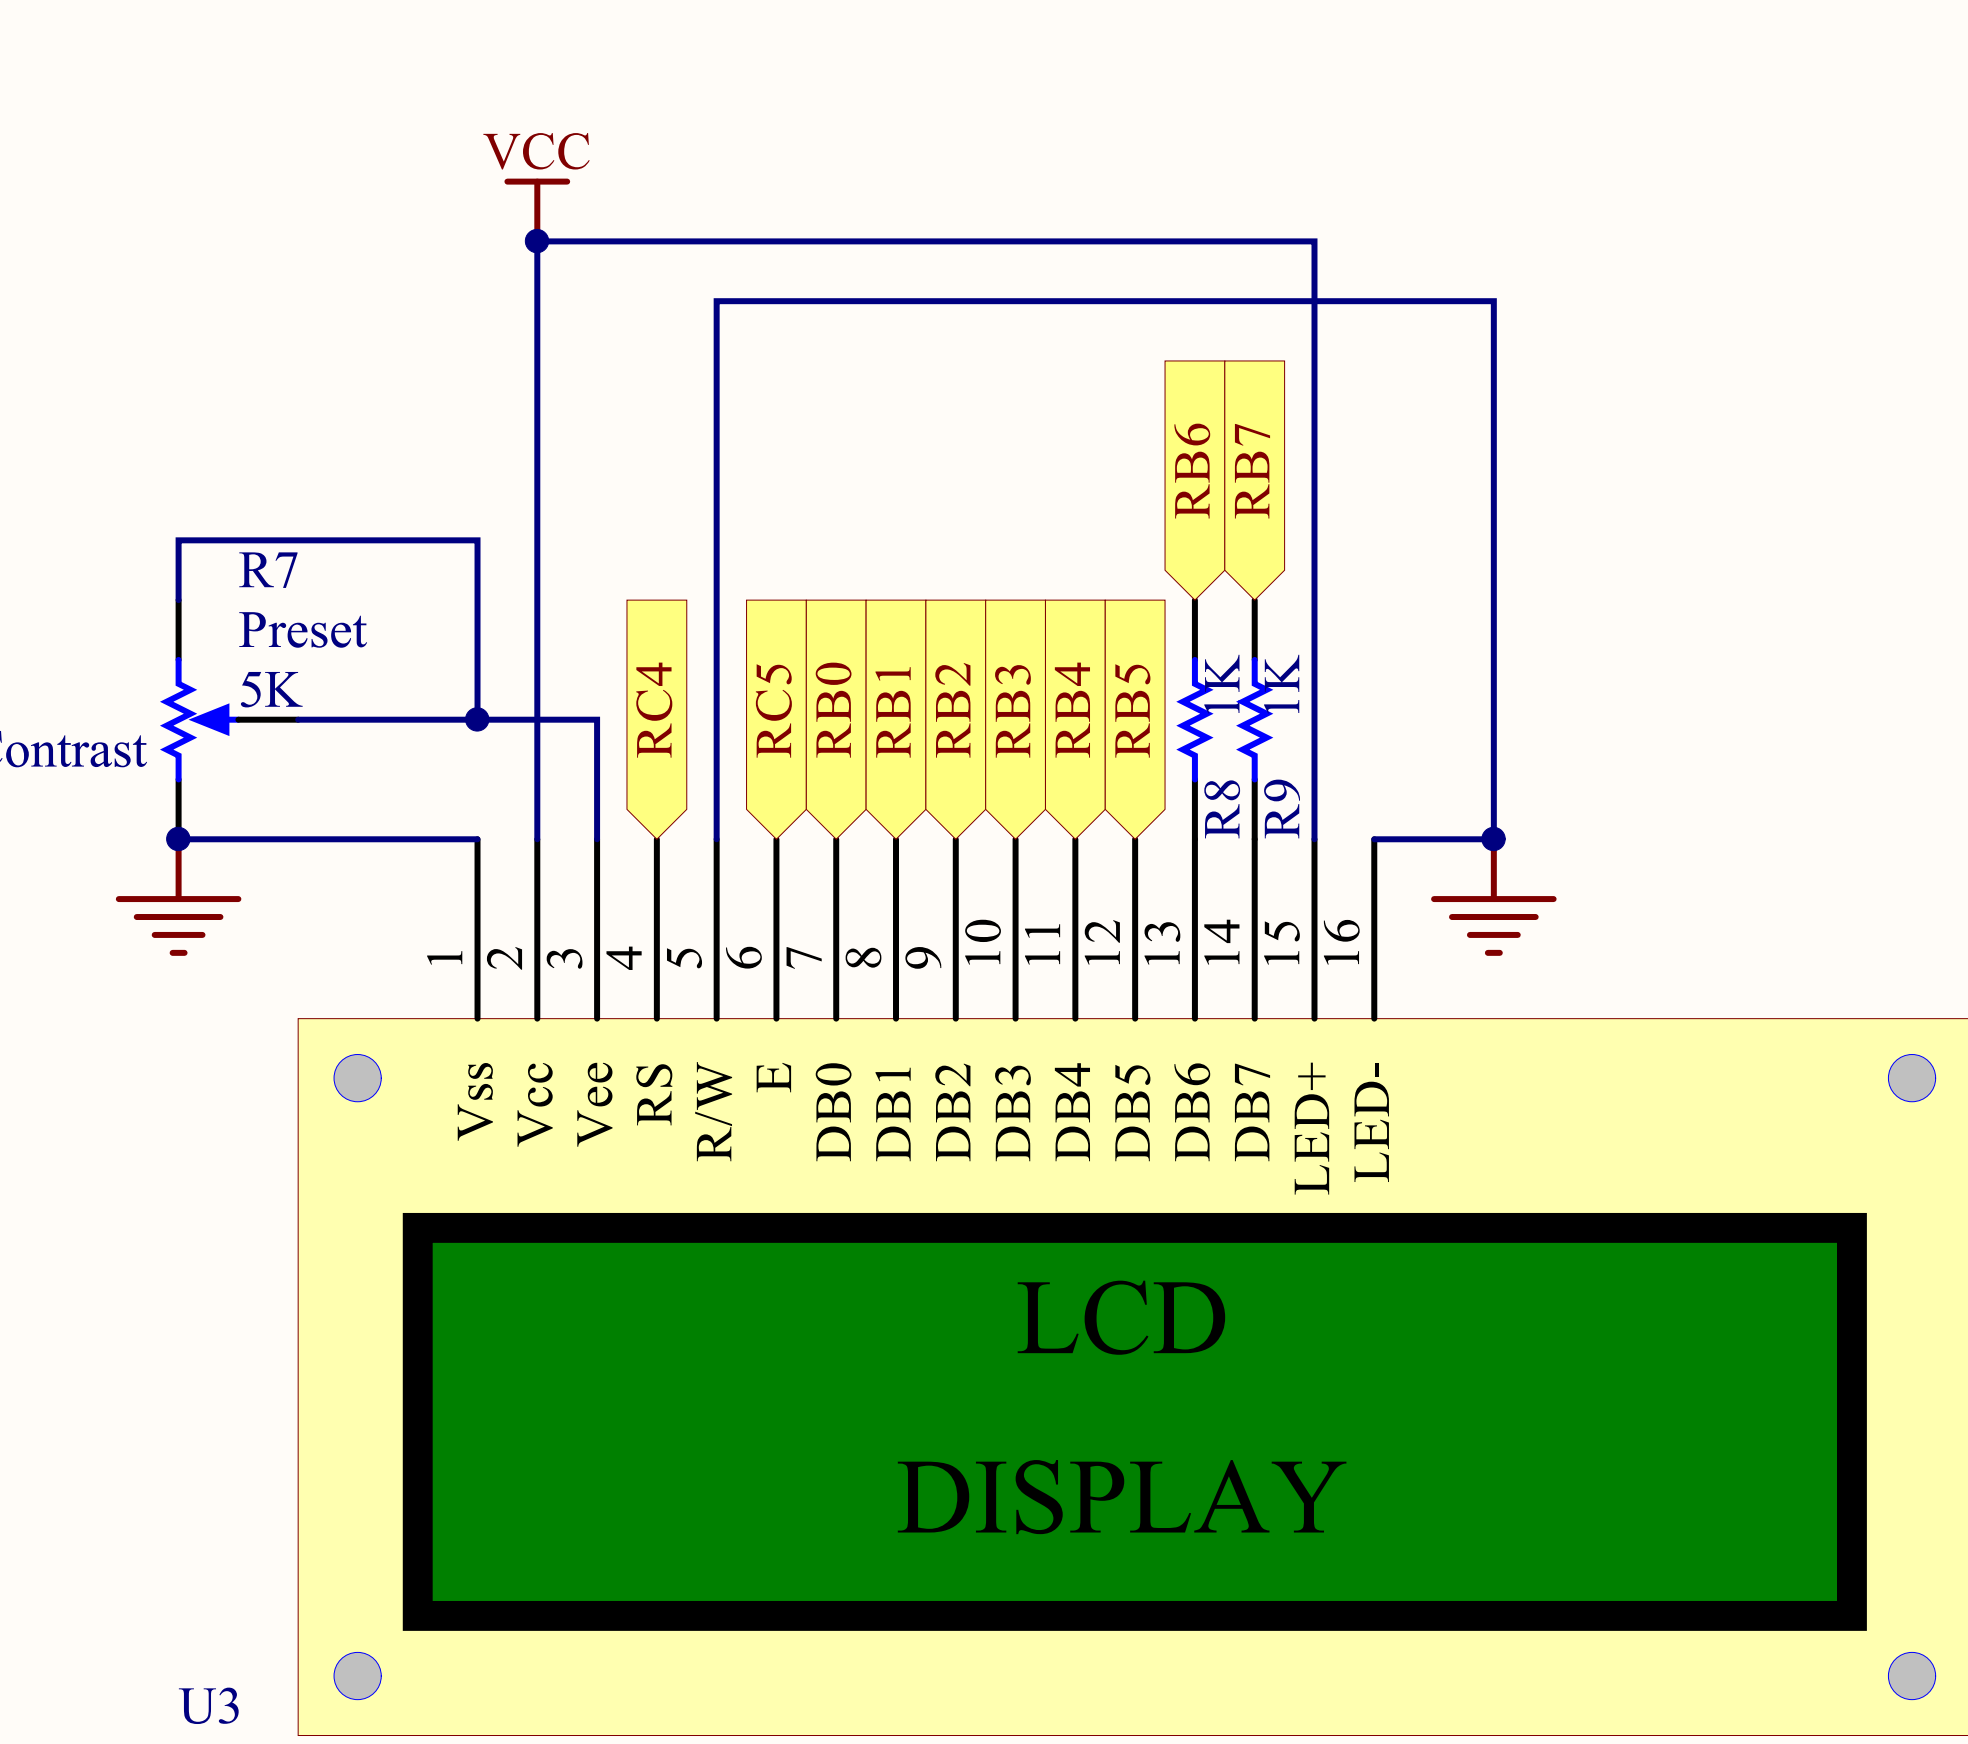 VCC
R7
Preset
5K
Contrast
RB6
RB7
RC4
RC5
RB0
RB1
RB2
RB3
RB4
RB5
1K
1K
R8
R9
1
2
3
4
5
6
7
8
9
10
11
12
13
14
15
16
Vss
Vcc
Vee
RS
R/W
E
DB0
DB1
DB2
DB3
DB4
DB5
DB6
DB7
LED+
LED-
LCD
DISPLAY
U3